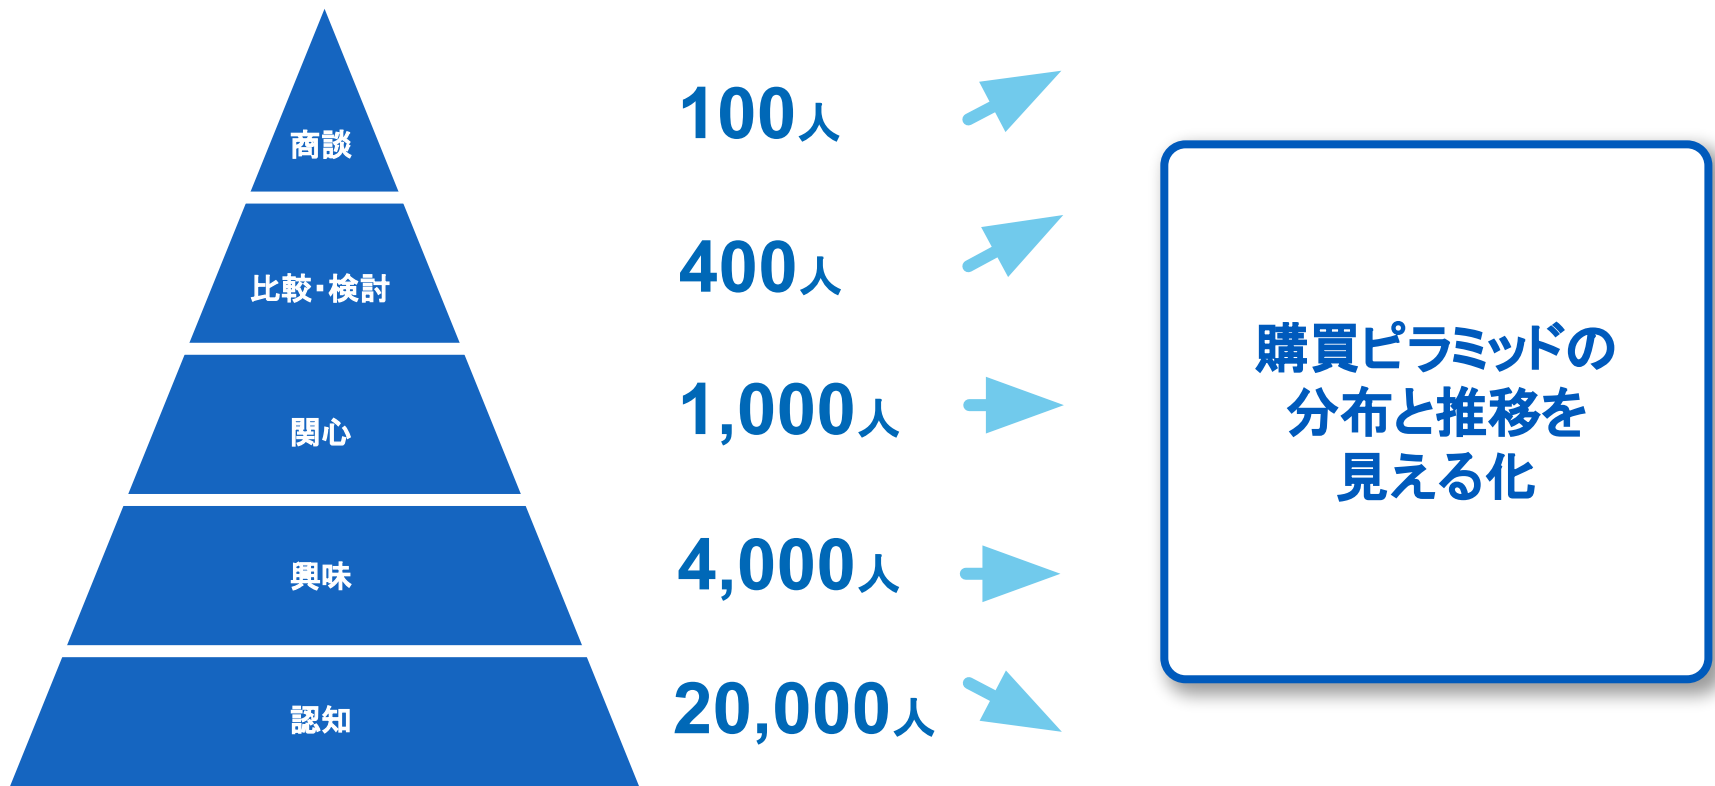 商談
100人
比較・検討
400人
関心
1,000人
興味
4,000人
認知
20,000人
購買ピラミッドの
分布と推移を
見える化